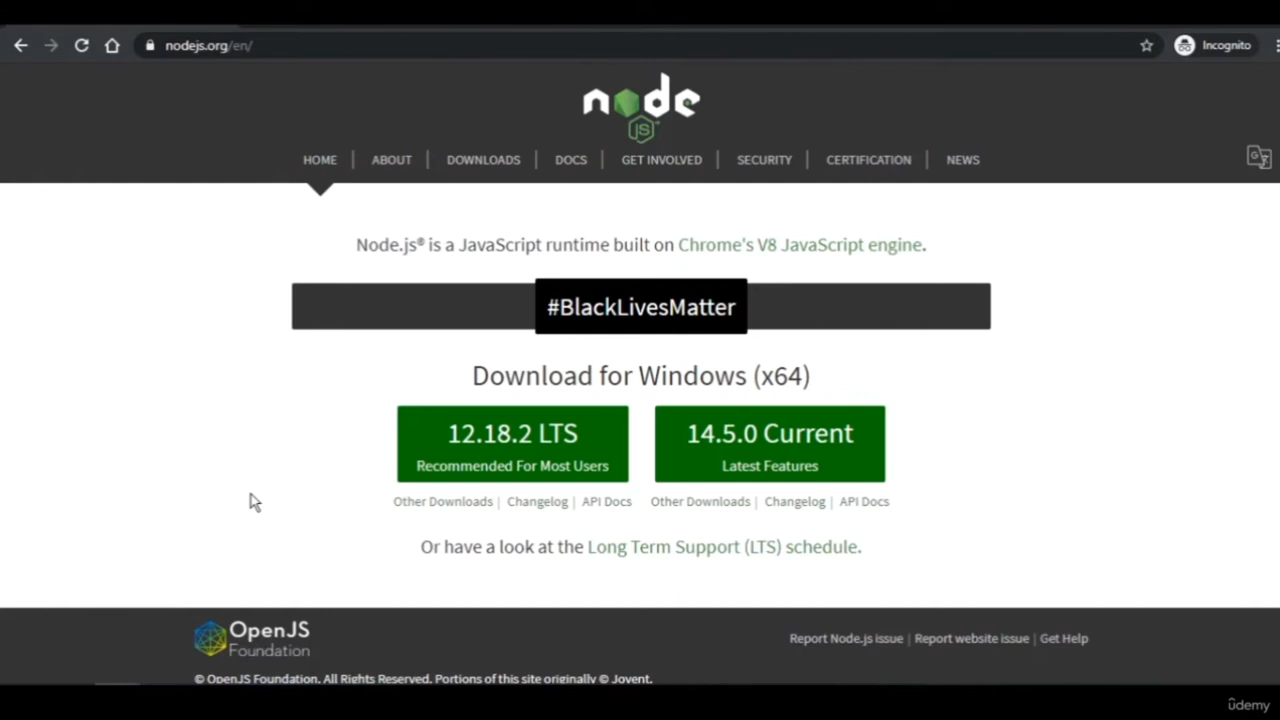 nodejs.org/en/
Incognito
node
JS
HOME | ABOUT | DOWNLOADS | DOCS | GET INVOLVED | SECURITY | CERTIFICATION | NEWS
Node.js® is a JavaScript runtime built on Chrome's V8 JavaScript engine.
#BlackLivesMatter
Download for Windows (x64)
12.18.2 LTS
Recommended For Most Users
14.5.0 Current
Latest Features
Other Downloads | Changelog | API Docs
Other Downloads | Changelog | API Docs
Or have a look at the Long Term Support (LTS) schedule.
OpenJS
Foundation
Report Node.js issue | Report website issue | Get Help
© OpenJS Foundation. All Rights Reserved. Portions of this site originally © Joyent.
ûdemy